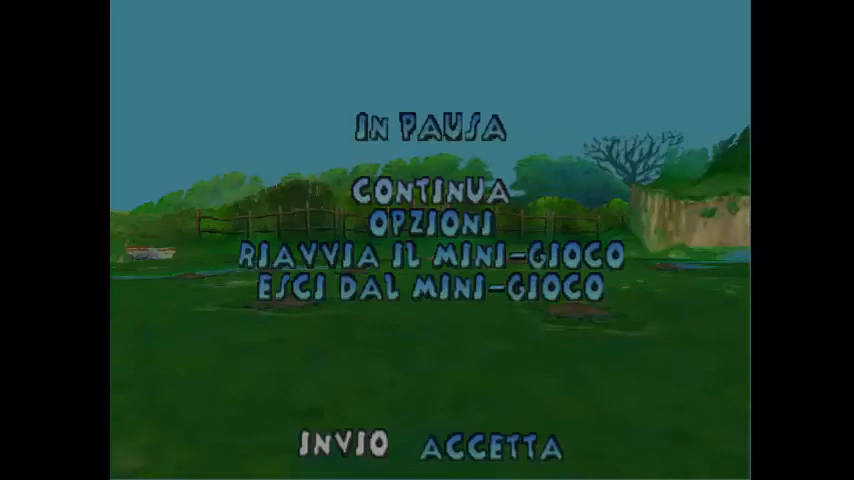 IN PAUSA
CONTINUA
OPZIONI
RIAVVIA IL MINI-GIOCO
ESCI DAL MINI-GIOCO
INVIO ACCETTA